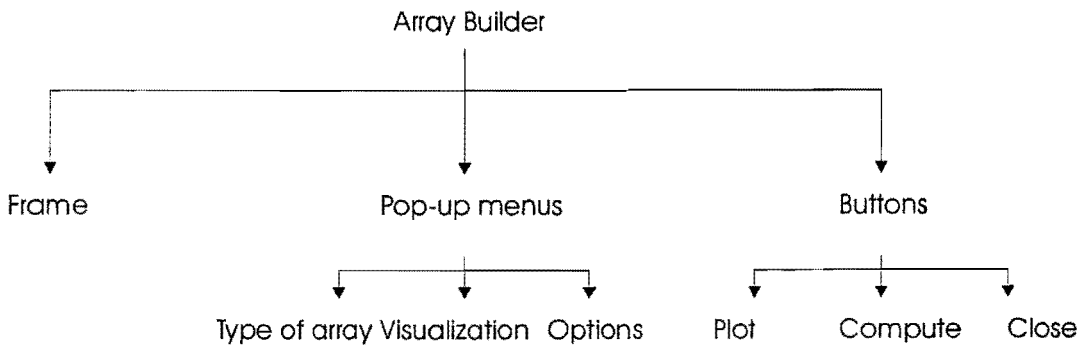 Array Builder
Frame Pop-up menus Buttons
Type of array Visualization Options Plot Compute Close